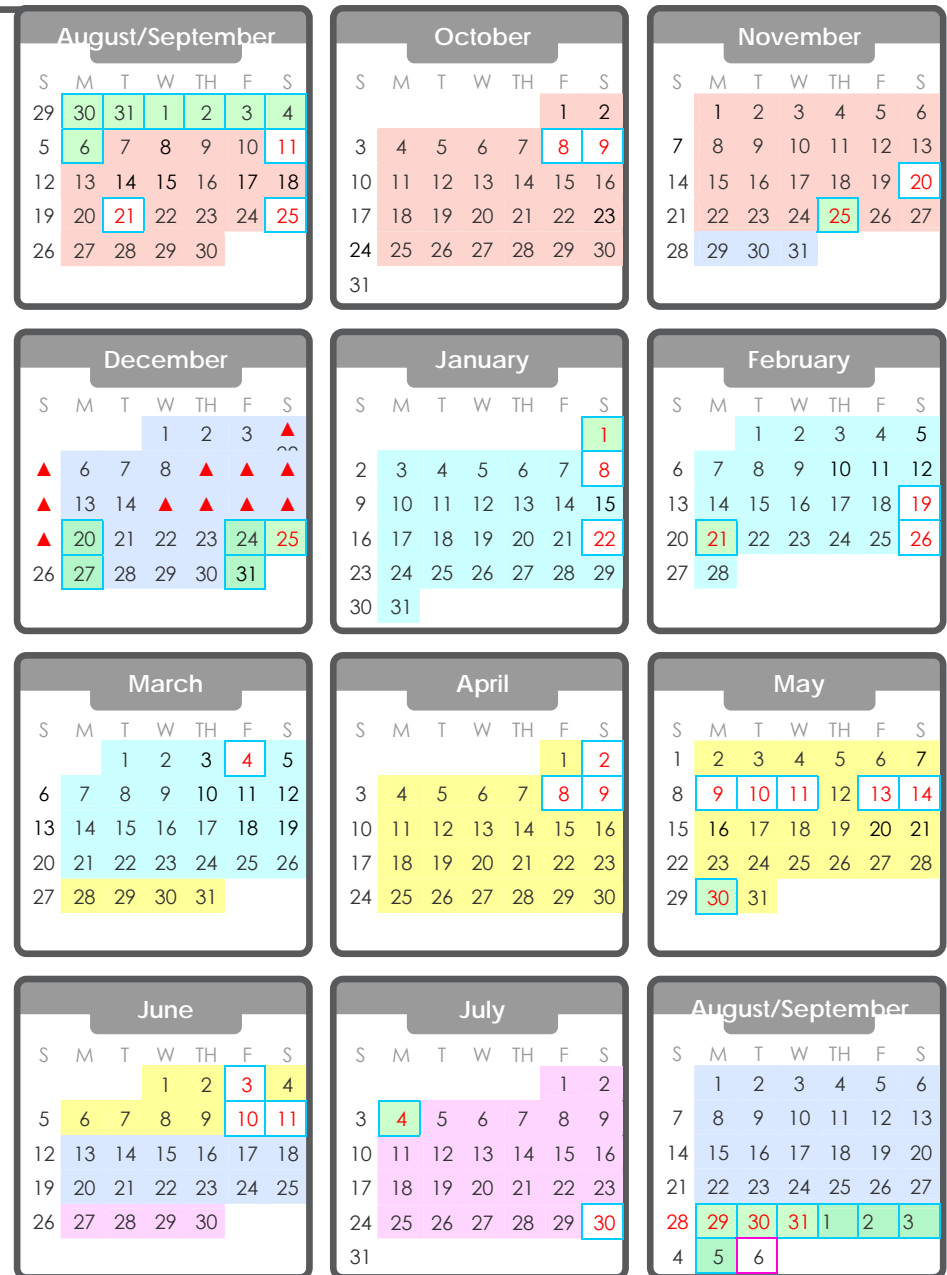 August/September
S M T W TH F S
29 30 31 1 2 3 4
5 6 7 8 9 10 11
12 13 14 15 16 17 18
19 20 21 22 23 24 25
26 27 28 29 30
October
S M T W TH F S
1 2
3 4 5 6 7 8 9
10 11 12 13 14 15 16
17 18 19 20 21 22 23
24 25 26 27 28 29 30
31
November
S M T W TH F S
1 2 3 4 5 6
7 8 9 10 11 12 13
14 15 16 17 18 19 20
21 22 23 24 25 26 27
28 29 30 31
December
S M T W TH F S
1 2 3 ▲
▲ 6 7 8 ▲ ▲ ▲
▲ 13 14 ▲ ▲ ▲ ▲
▲ 20 21 22 23 24 25
26 27 28 29 30 31
January
S M T W TH F S
1
2 3 4 5 6 7 8
9 10 11 12 13 14 15
16 17 18 19 20 21 22
23 24 25 26 27 28 29
30 31
February
S M T W TH F S
1 2 3 4 5
6 7 8 9 10 11 12
13 14 15 16 17 18 19
20 21 22 23 24 25 26
27 28
March
S M T W TH F S
1 2 3 4 5
6 7 8 9 10 11 12
13 14 15 16 17 18 19
20 21 22 23 24 25 26
27 28 29 30 31
April
S M T W TH F S
1 2
3 4 5 6 7 8 9
10 11 12 13 14 15 16
17 18 19 20 21 22 23
24 25 26 27 28 29 30
May
S M T W TH F S
1 2 3 4 5 6 7
8 9 10 11 12 13 14
15 16 17 18 19 20 21
22 23 24 25 26 27 28
29 30 31
June
S M T W TH F S
1 2 3 4
5 6 7 8 9 10 11
12 13 14 15 16 17 18
19 20 21 22 23 24 25
26 27 28 29 30
July
S M T W TH F S
1 2
3 4 5 6 7 8 9
10 11 12 13 14 15 16
17 18 19 20 21 22 23
24 25 26 27 28 29 30
31
August/September
S M T W TH F S
1 2 3 4 5 6
7 8 9 10 11 12 13
14 15 16 17 18 19 20
21 22 23 24 25 26 27
28 29 30 31 1 2 3
4 5 6